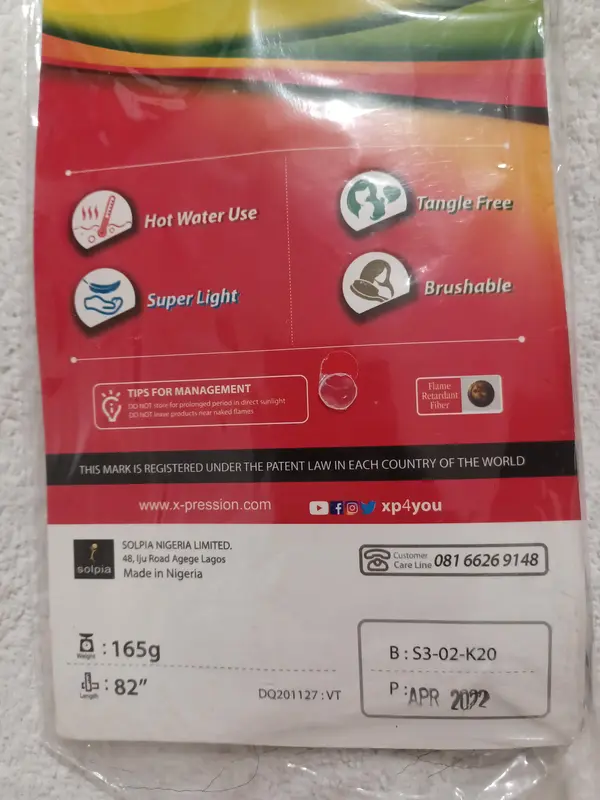 Hot Water Use
Tangle Free
Super Light
Brushable
TIPS FOR MANAGEMENT
DO NOT store for prolonged period in direct sunlight
DO NOT leave products near naked flames
Flame
Retardant
Fiber
THIS MARK IS REGISTERED UNDER THE PATENT LAW IN EACH COUNTRY OF THE WORLD
www.x-pression.com
xp4you
solpia
SOLPIA NIGERIA LIMITED.
48, Iju Road Agege Lagos
Made in Nigeria
Customer
Care Line 081 6626 9148
Weight : 165g
Length : 82"
DQ201127 : VT
B : S3-02-K20
P : APR 2022